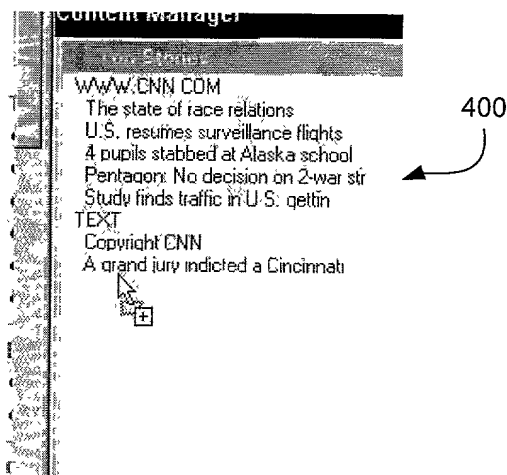 Content Manager
Stories
WWW.CNN.COM
The state of race relations
U.S. resumes surveillance flights
4 pupils stabbed at Alaska school
Pentagon: No decision on 2-war str
Study finds traffic in U.S. gettin
TEXT
Copyright CNN
A grand jury indicted a Cincinnati
400